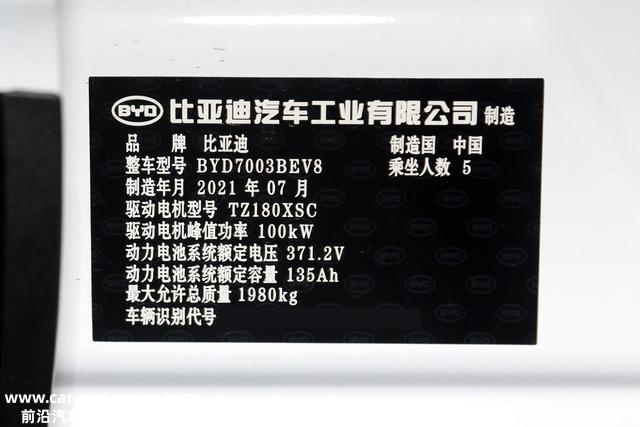 BYD 比亚迪汽车工业有限公司 制造
品 牌 比亚迪 制造国 中国
整车型号 BYD7003BEV8 乘坐人数 5
制造年月 2021 年 07 月
驱动电机型号 TZ180XSC
驱动电机峰值功率 100kW
动力电池系统额定电压 371.2V
动力电池系统额定容量 135Ah
最大允许总质量 1980kg
车辆识别代号
前沿汽车